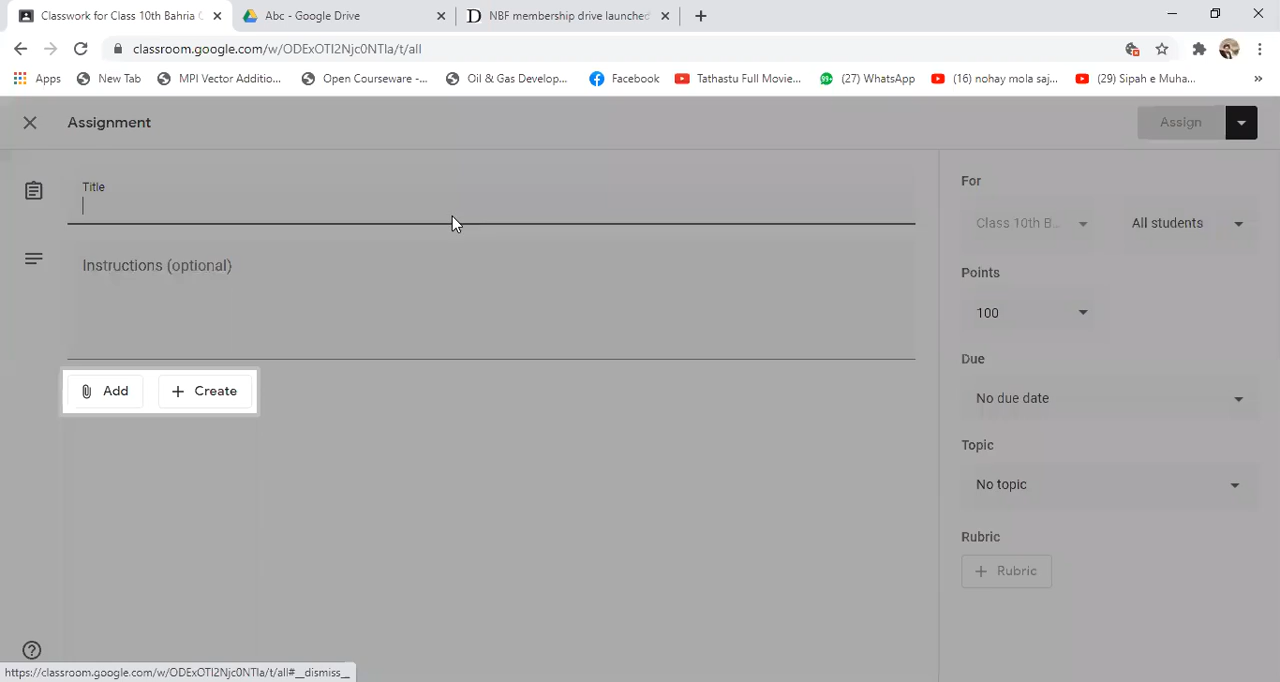 Classwork for Class 10th Bahria C
Abc - Google Drive
NBF membership drive launched
classroom.google.com/w/ODExOTI2Njc0NTIa/t/all
Apps
New Tab
MPI Vector Additio...
Open Courseware -...
Oil & Gas Develop...
Facebook
Tathastu Full Movie...
(27) WhatsApp
(16) nohay mola saj...
(29) Sipah e Muha...
Assignment
Assign
Title
Instructions (optional)
Add
Create
For
Class 10th B...
All students
Points
100
Due
No due date
Topic
No topic
Rubric
Rubric
https://classroom.google.com/w/ODExOTI2Njc0NTIa/t/all#__dismiss__